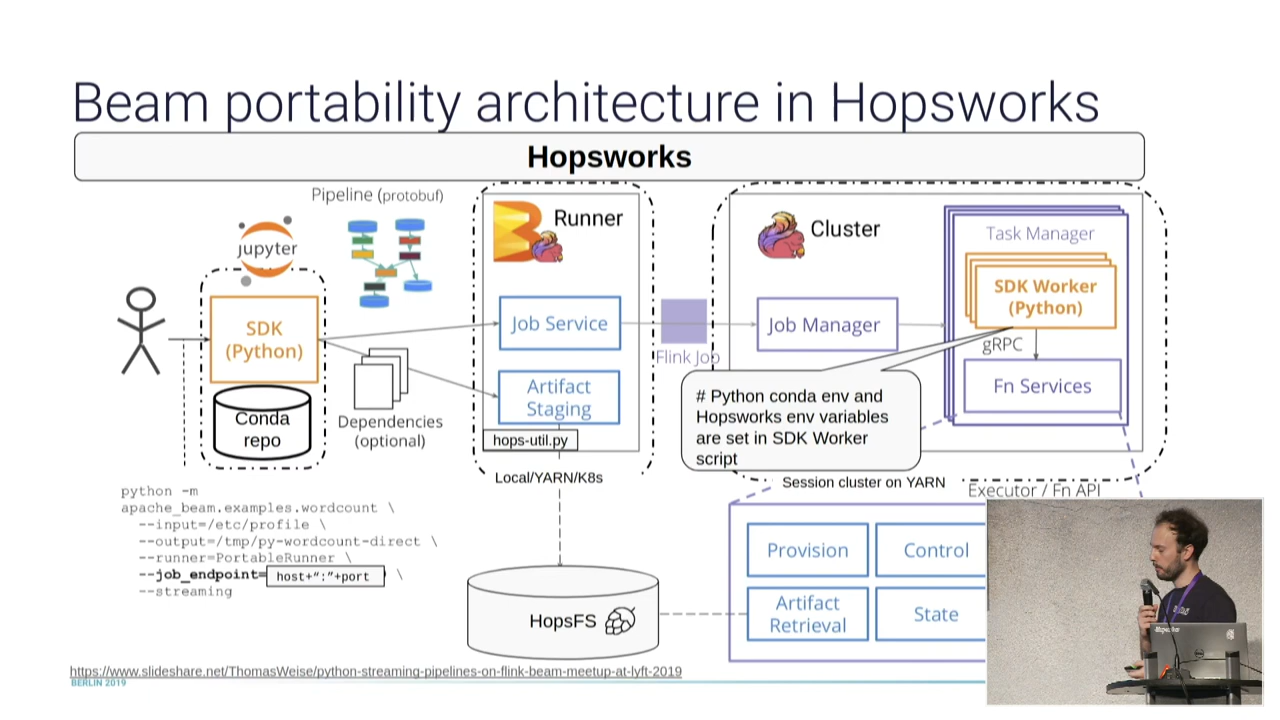 Beam portability architecture in Hopsworks
Hopsworks
Pipeline (protobuf)
jupyter
SDK
(Python)
Conda
repo
Dependencies
(optional)
Runner
Job Service
Artifact
Staging
hops-util.py
Local/YARN/K8s
Flink Job
Cluster
Job Manager
Task Manager
SDK Worker
(Python)
gRPC
Fn Services
# Python conda env and
Hopsworks env variables
are set in SDK Worker
script
Session cluster on YARN
Executor / Fn API
python -m
apache_beam.examples.wordcount \
--input=/etc/profile \
--output=/tmp/py-wordcount-direct \
--runner=PortableRunner \
--job_endpoint= host+“:”+port \
--streaming
HopsFS
Provision
Control
Artifact
Retrieval
State
https://www.slideshare.net/ThomasWeise/python-streaming-pipelines-on-flink-beam-meetup-at-lyft-2019
BERLIN 2019